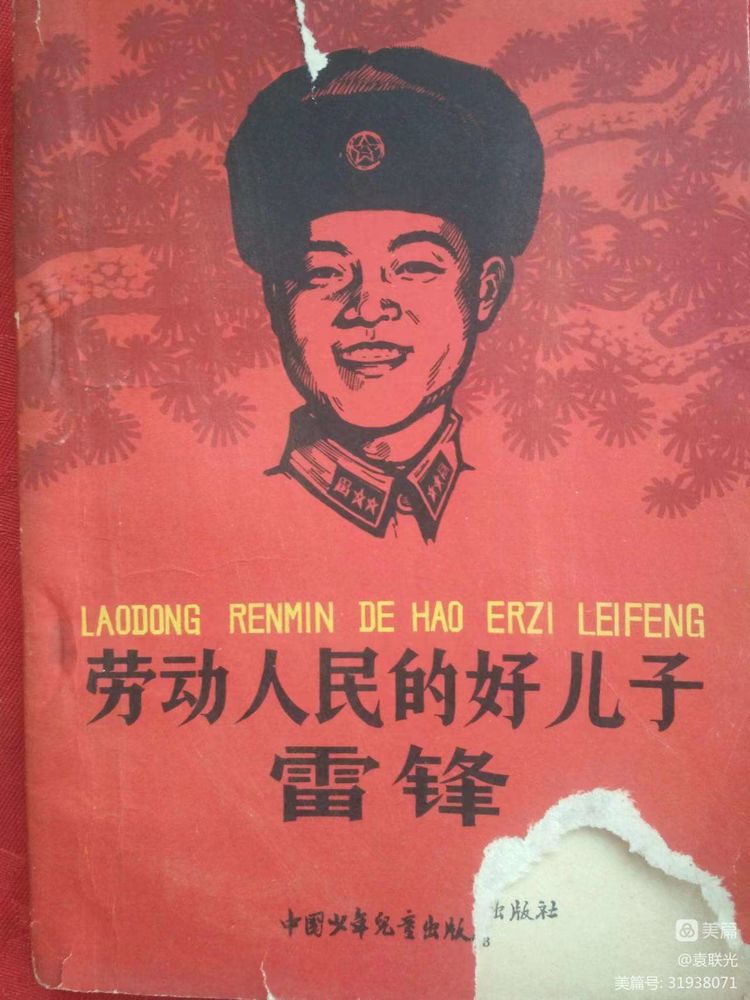 LAODONG RENMIN DE HAO ERZI LEIFENG
劳动人民的好儿子
雷锋
中国少年儿童出版
出版社
美篇
@袁联光
美篇号: 31938071